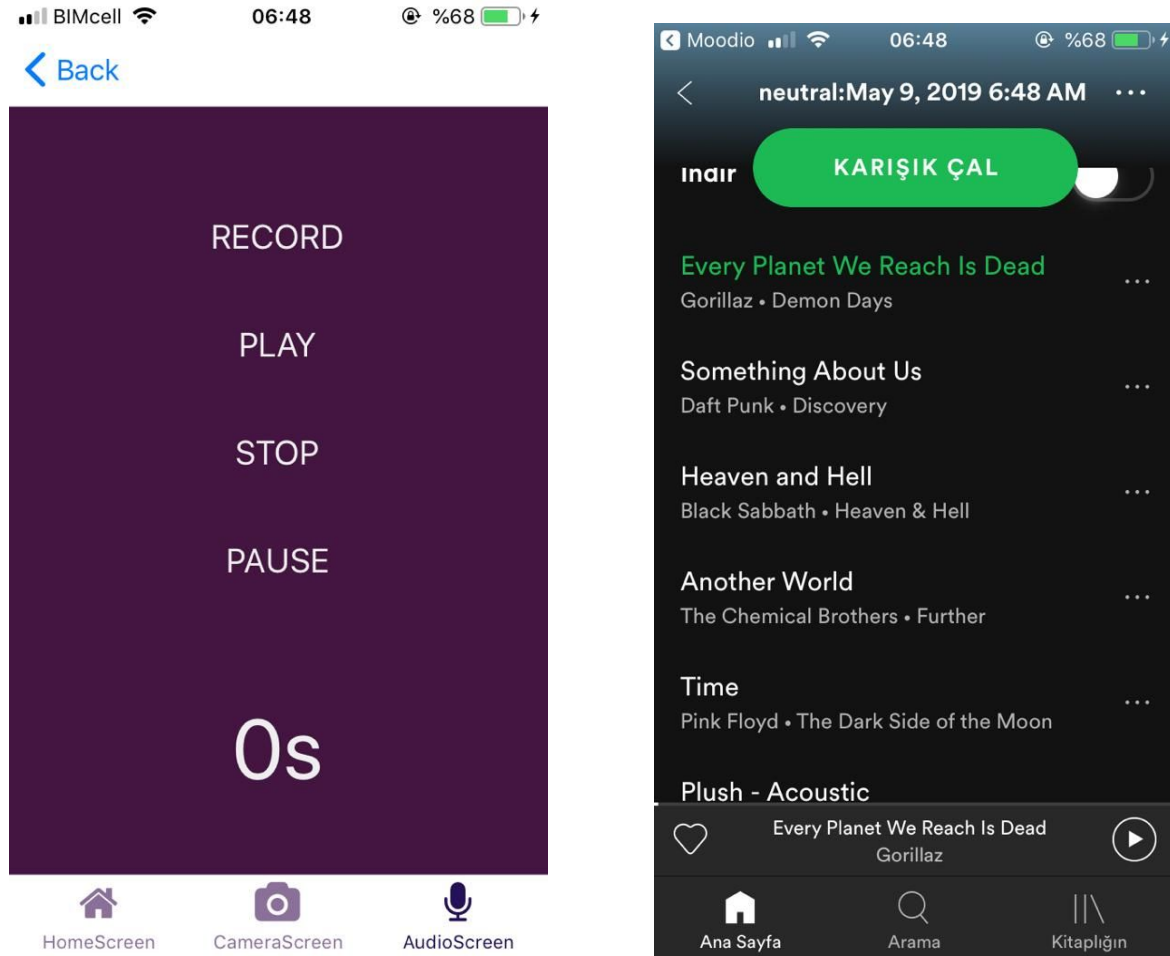 BIMcell 06:48 %68
Back
RECORD
PLAY
STOP
PAUSE
0s
HomeScreen CameraScreen AudioScreen
Moodio 06:48 %68
neutral:May 9, 2019 6:48 AM ...
İndir KARIŞIK ÇAL
Every Planet We Reach Is Dead
Gorillaz • Demon Days
Something About Us
Daft Punk • Discovery
Heaven and Hell
Black Sabbath • Heaven & Hell
Another World
The Chemical Brothers • Further
Time
Pink Floyd • The Dark Side of the Moon
Plush - Acoustic
Every Planet We Reach Is Dead
Gorillaz
Ana Sayfa Arama Kitaplığın